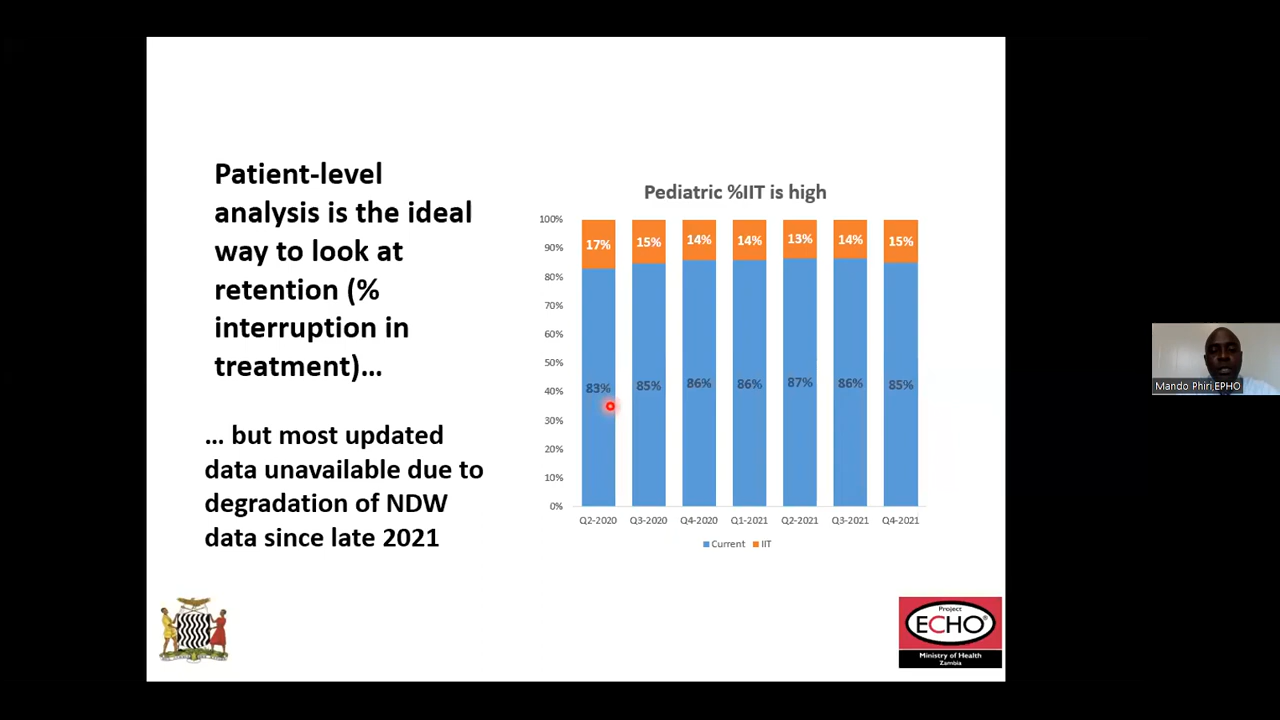 Patient-level
analysis is the ideal
way to look at
retention (%
interruption in
treatment)…
… but most updated
data unavailable due to
degradation of NDW
data since late 2021
Pediatric %IIT is high
100%
90%
80%
70%
60%
50%
40%
30%
20%
10%
0%
17% 15% 14% 14% 13% 14% 15%
83% 85% 86% 86% 87% 86% 85%
Q2-2020 Q3-2020 Q4-2020 Q1-2021 Q2-2021 Q3-2021 Q4-2021
Current IIT
Project
ECHO®
Ministry of Health
Zambia
Mando Phiri,EPHO